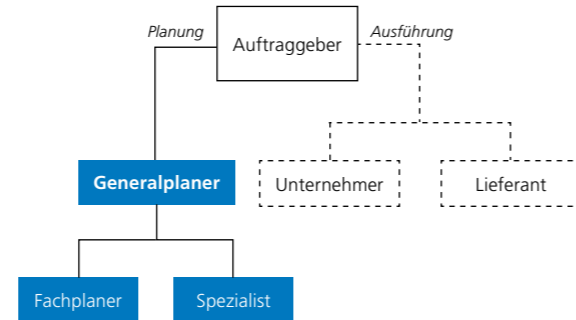 Planung
Auftraggeber
Ausführung
Generalplaner
Unternehmer
Lieferant
Fachplaner
Spezialist